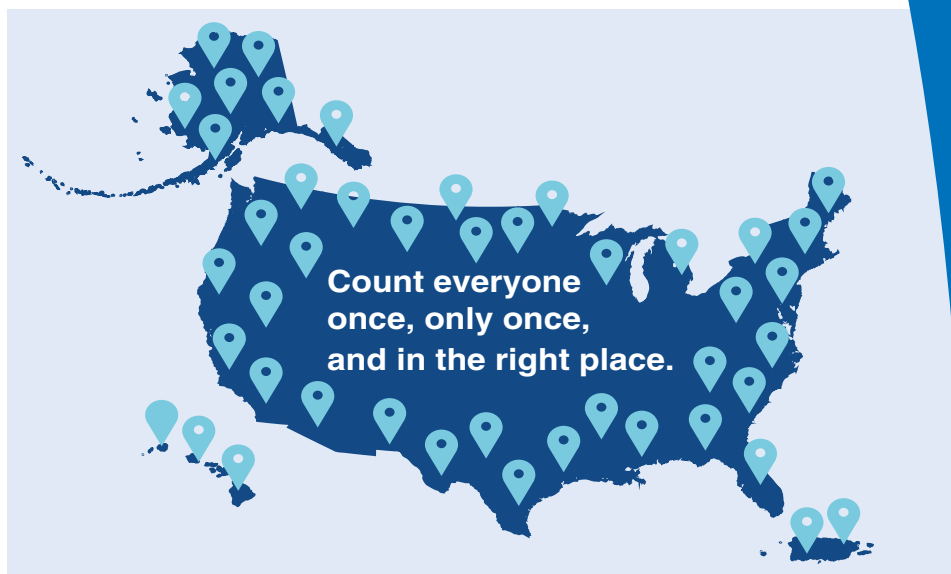 Count everyone
once, only once,
and in the right place.